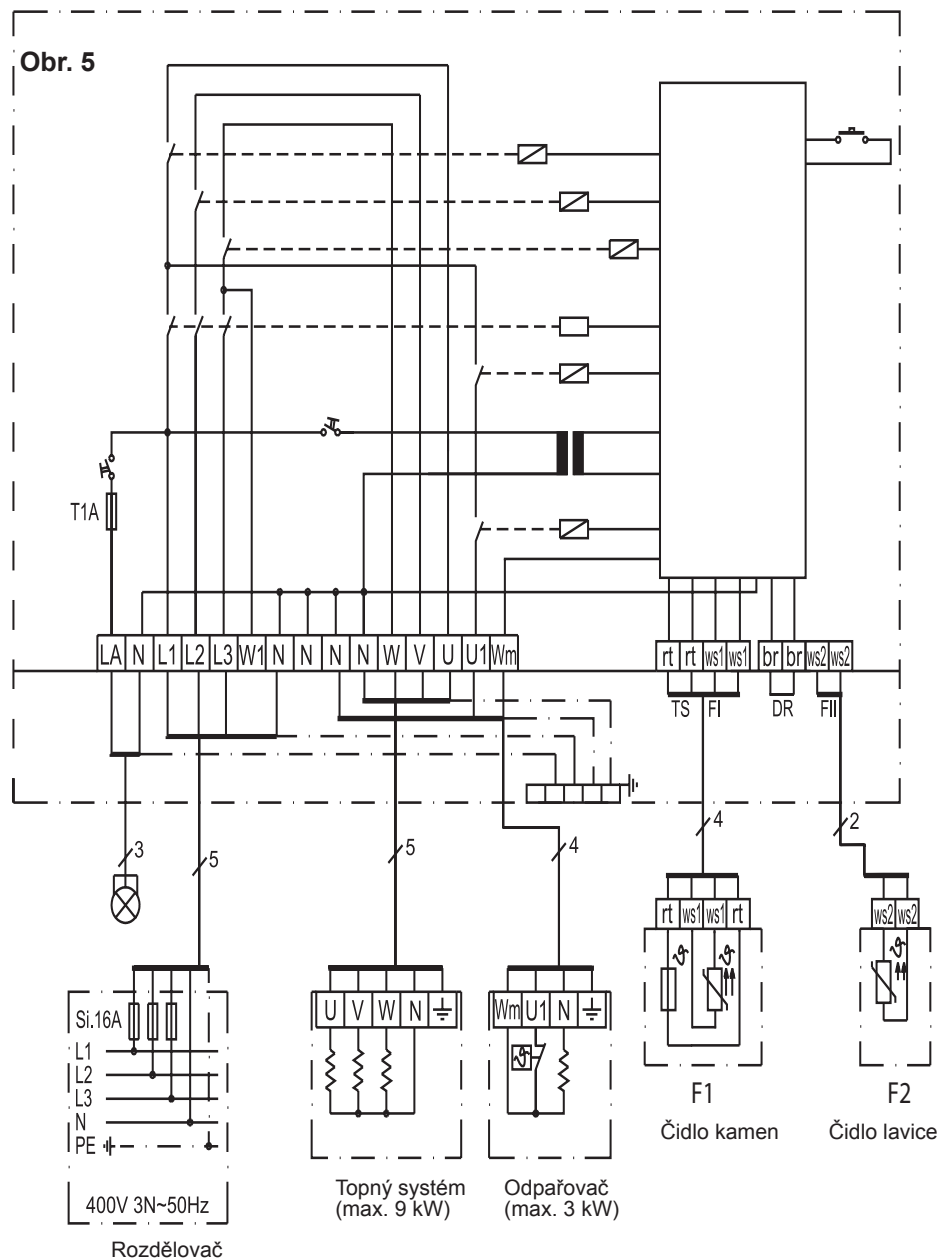 Obr. 5
T1A
LA N L1 L2 L3 W1 N N N N W V U U1 Wm
rt rt ws1 ws1 br br ws2 ws2
TS FI DR FII
3
5
5
4
4
2
rt ws1 ws1 rt
ws2 ws2
Si.16A
L1
L2
L3
N
PE
400V 3N~50Hz
Rozdělovač
U V W N
Topný systém
(max. 9 kW)
Wm U1 N
ϑ
Odpařovač
(max. 3 kW)
ϑ ϑ
F1
Čidlo kamen
ϑ
F2
Čidlo lavice